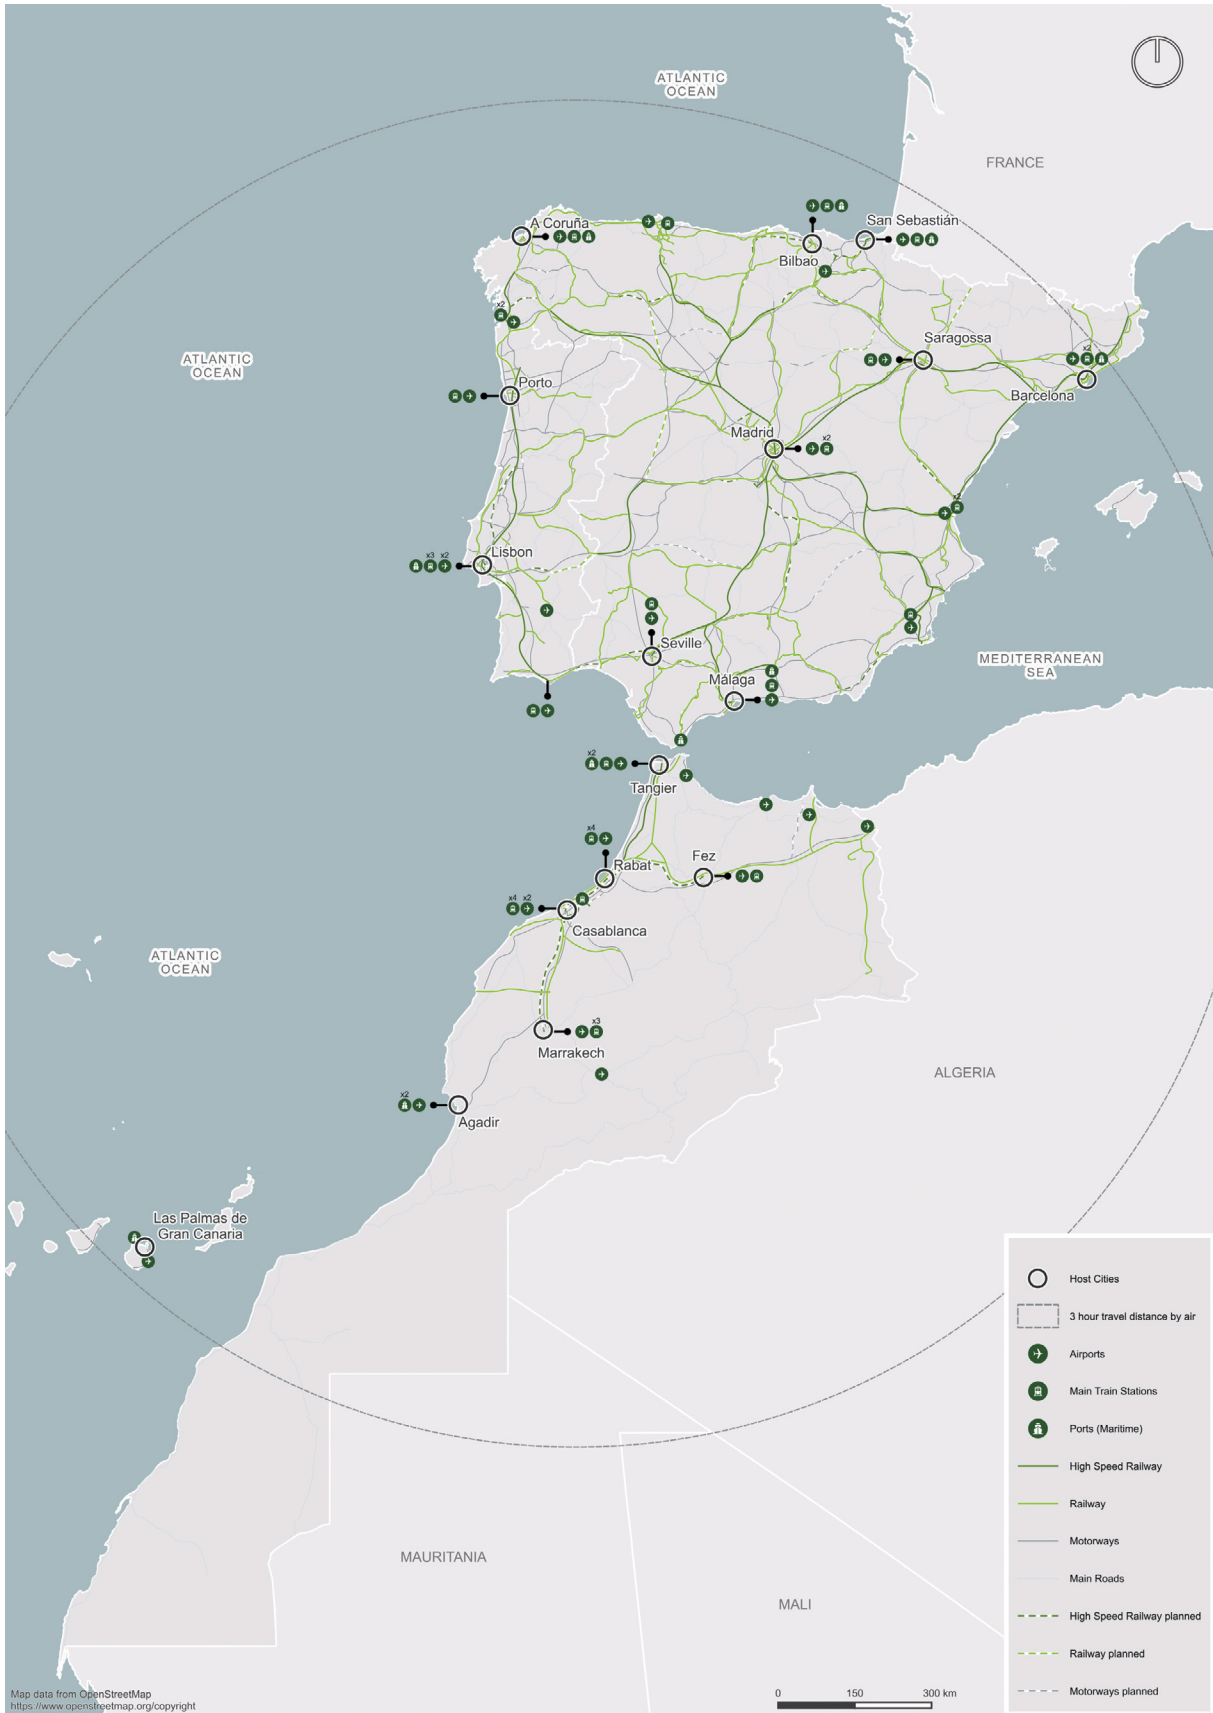 ATLANTIC
OCEAN
FRANCE
A Coruña
San Sebastián
Bilbao
x2
Saragossa
x2
ATLANTIC
OCEAN
Porto
Barcelona
Madrid
x2
x2
Lisbon
x3 x2
Seville
MEDITERRANEAN
SEA
Málaga
x2
Tangier
x4
Rabat
Fez
x4 x2
Casablanca
ATLANTIC
OCEAN
x3
Marrakech
ALGERIA
x2
Agadir
Las Palmas de
Gran Canaria
MAURITANIA
MALI
Host Cities
3 hour travel distance by air
Airports
Main Train Stations
Ports (Maritime)
High Speed Railway
Railway
Motorways
Main Roads
High Speed Railway planned
Railway planned
Motorways planned
0 150 300 km
Map data from OpenStreetMap
https://www.openstreetmap.org/copyright